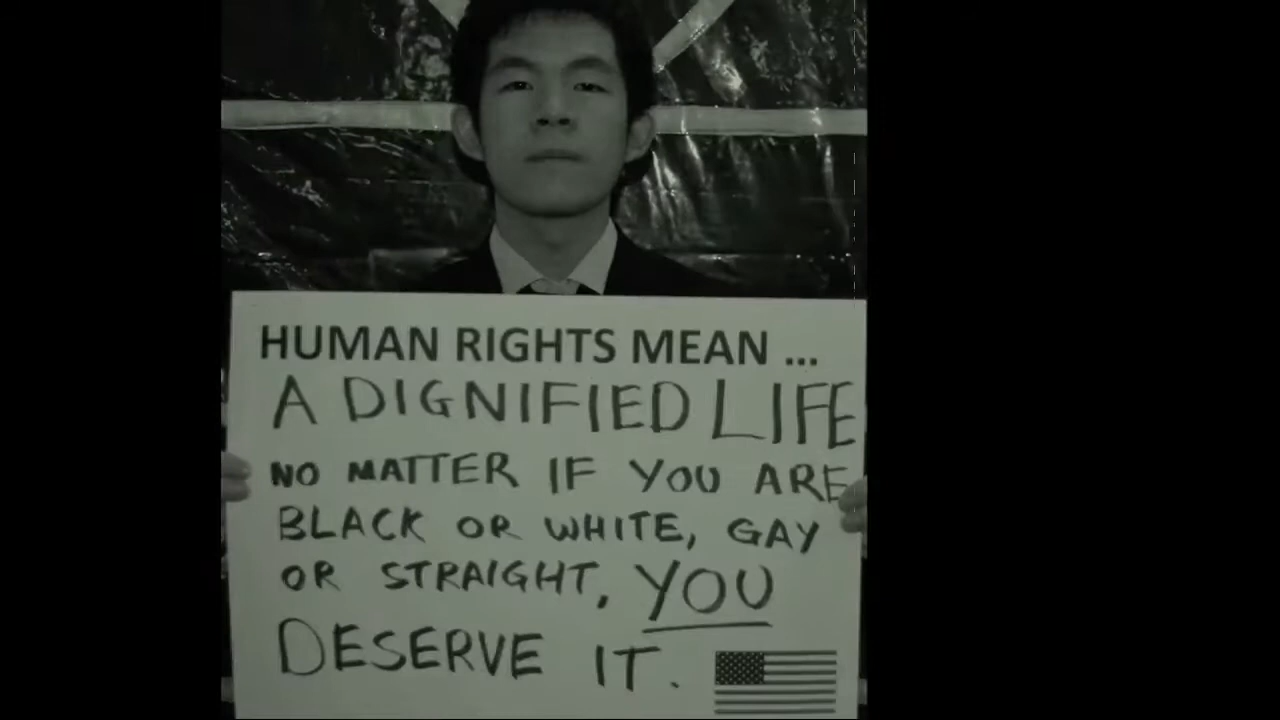 HUMAN RIGHTS MEAN ...
A DIGNIFIED LIFE
NO MATTER IF YOU ARE
BLACK OR WHITE, GAY
OR STRAIGHT, YOU
DESERVE IT.